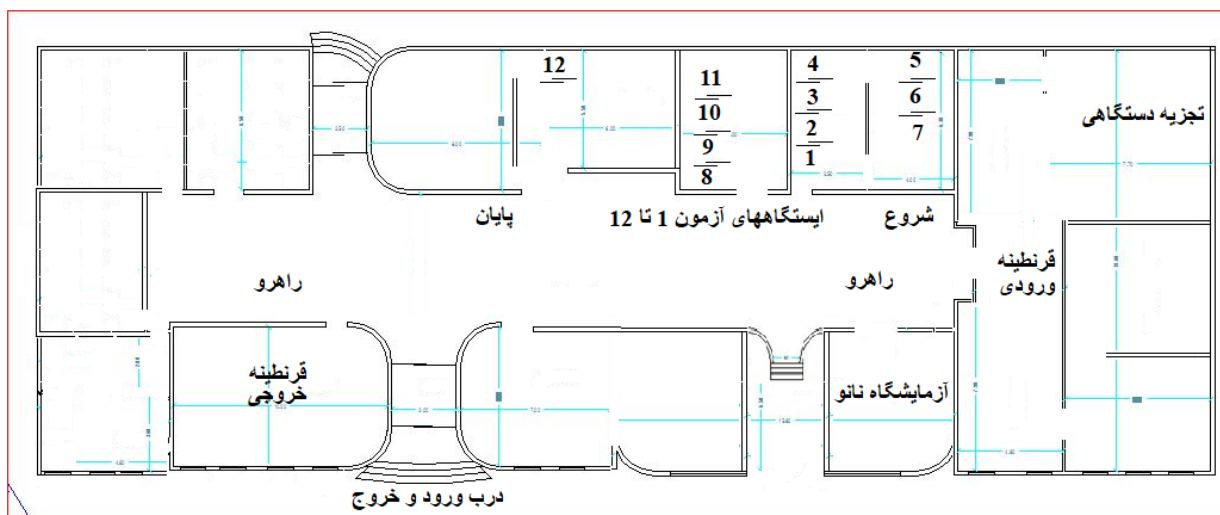 12
11
10
9
8
4
3
2
1
5
6
7
تجزیه دستگاهی
پایان
ایستگاههای آزمون 1 تا 12
شروع
قرنطینه
ورودی
راهرو
راهرو
قرنطینه
خروجی
آزمایشگاه نانو
درب ورود و خروج